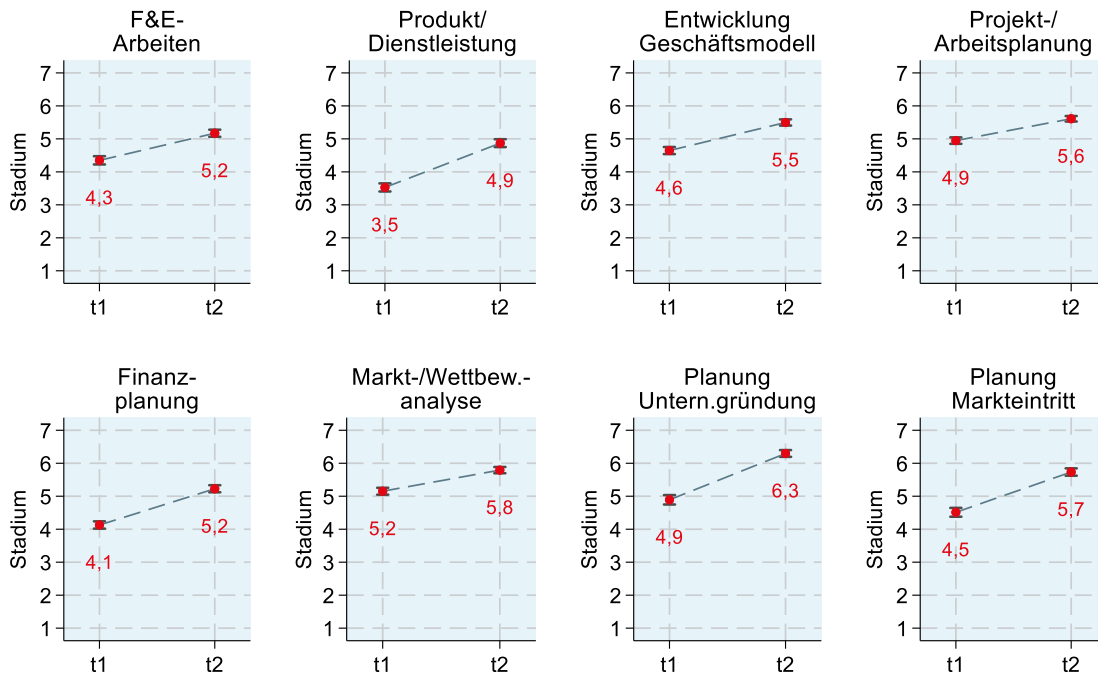 F&E-
Arbeiten
Stadium
7
6
5
4
3
2
1
4,3
5,2
t1
t2
Produkt/
Dienstleistung
Stadium
7
6
5
4
3
2
1
3,5
4,9
t1
t2
Entwicklung
Geschäftsmodell
Stadium
7
6
5
4
3
2
1
4,6
5,5
t1
t2
Projekt-/
Arbeitsplanung
Stadium
7
6
5
4
3
2
1
4,9
5,6
t1
t2
Finanz-
planung
Stadium
7
6
5
4
3
2
1
4,1
5,2
t1
t2
Markt-/Wettbew.-
analyse
Stadium
7
6
5
4
3
2
1
5,2
5,8
t1
t2
Planung
Untern.gründung
Stadium
7
6
5
4
3
2
1
4,9
6,3
t1
t2
Planung
Markteintritt
Stadium
7
6
5
4
3
2
1
4,5
5,7
t1
t2